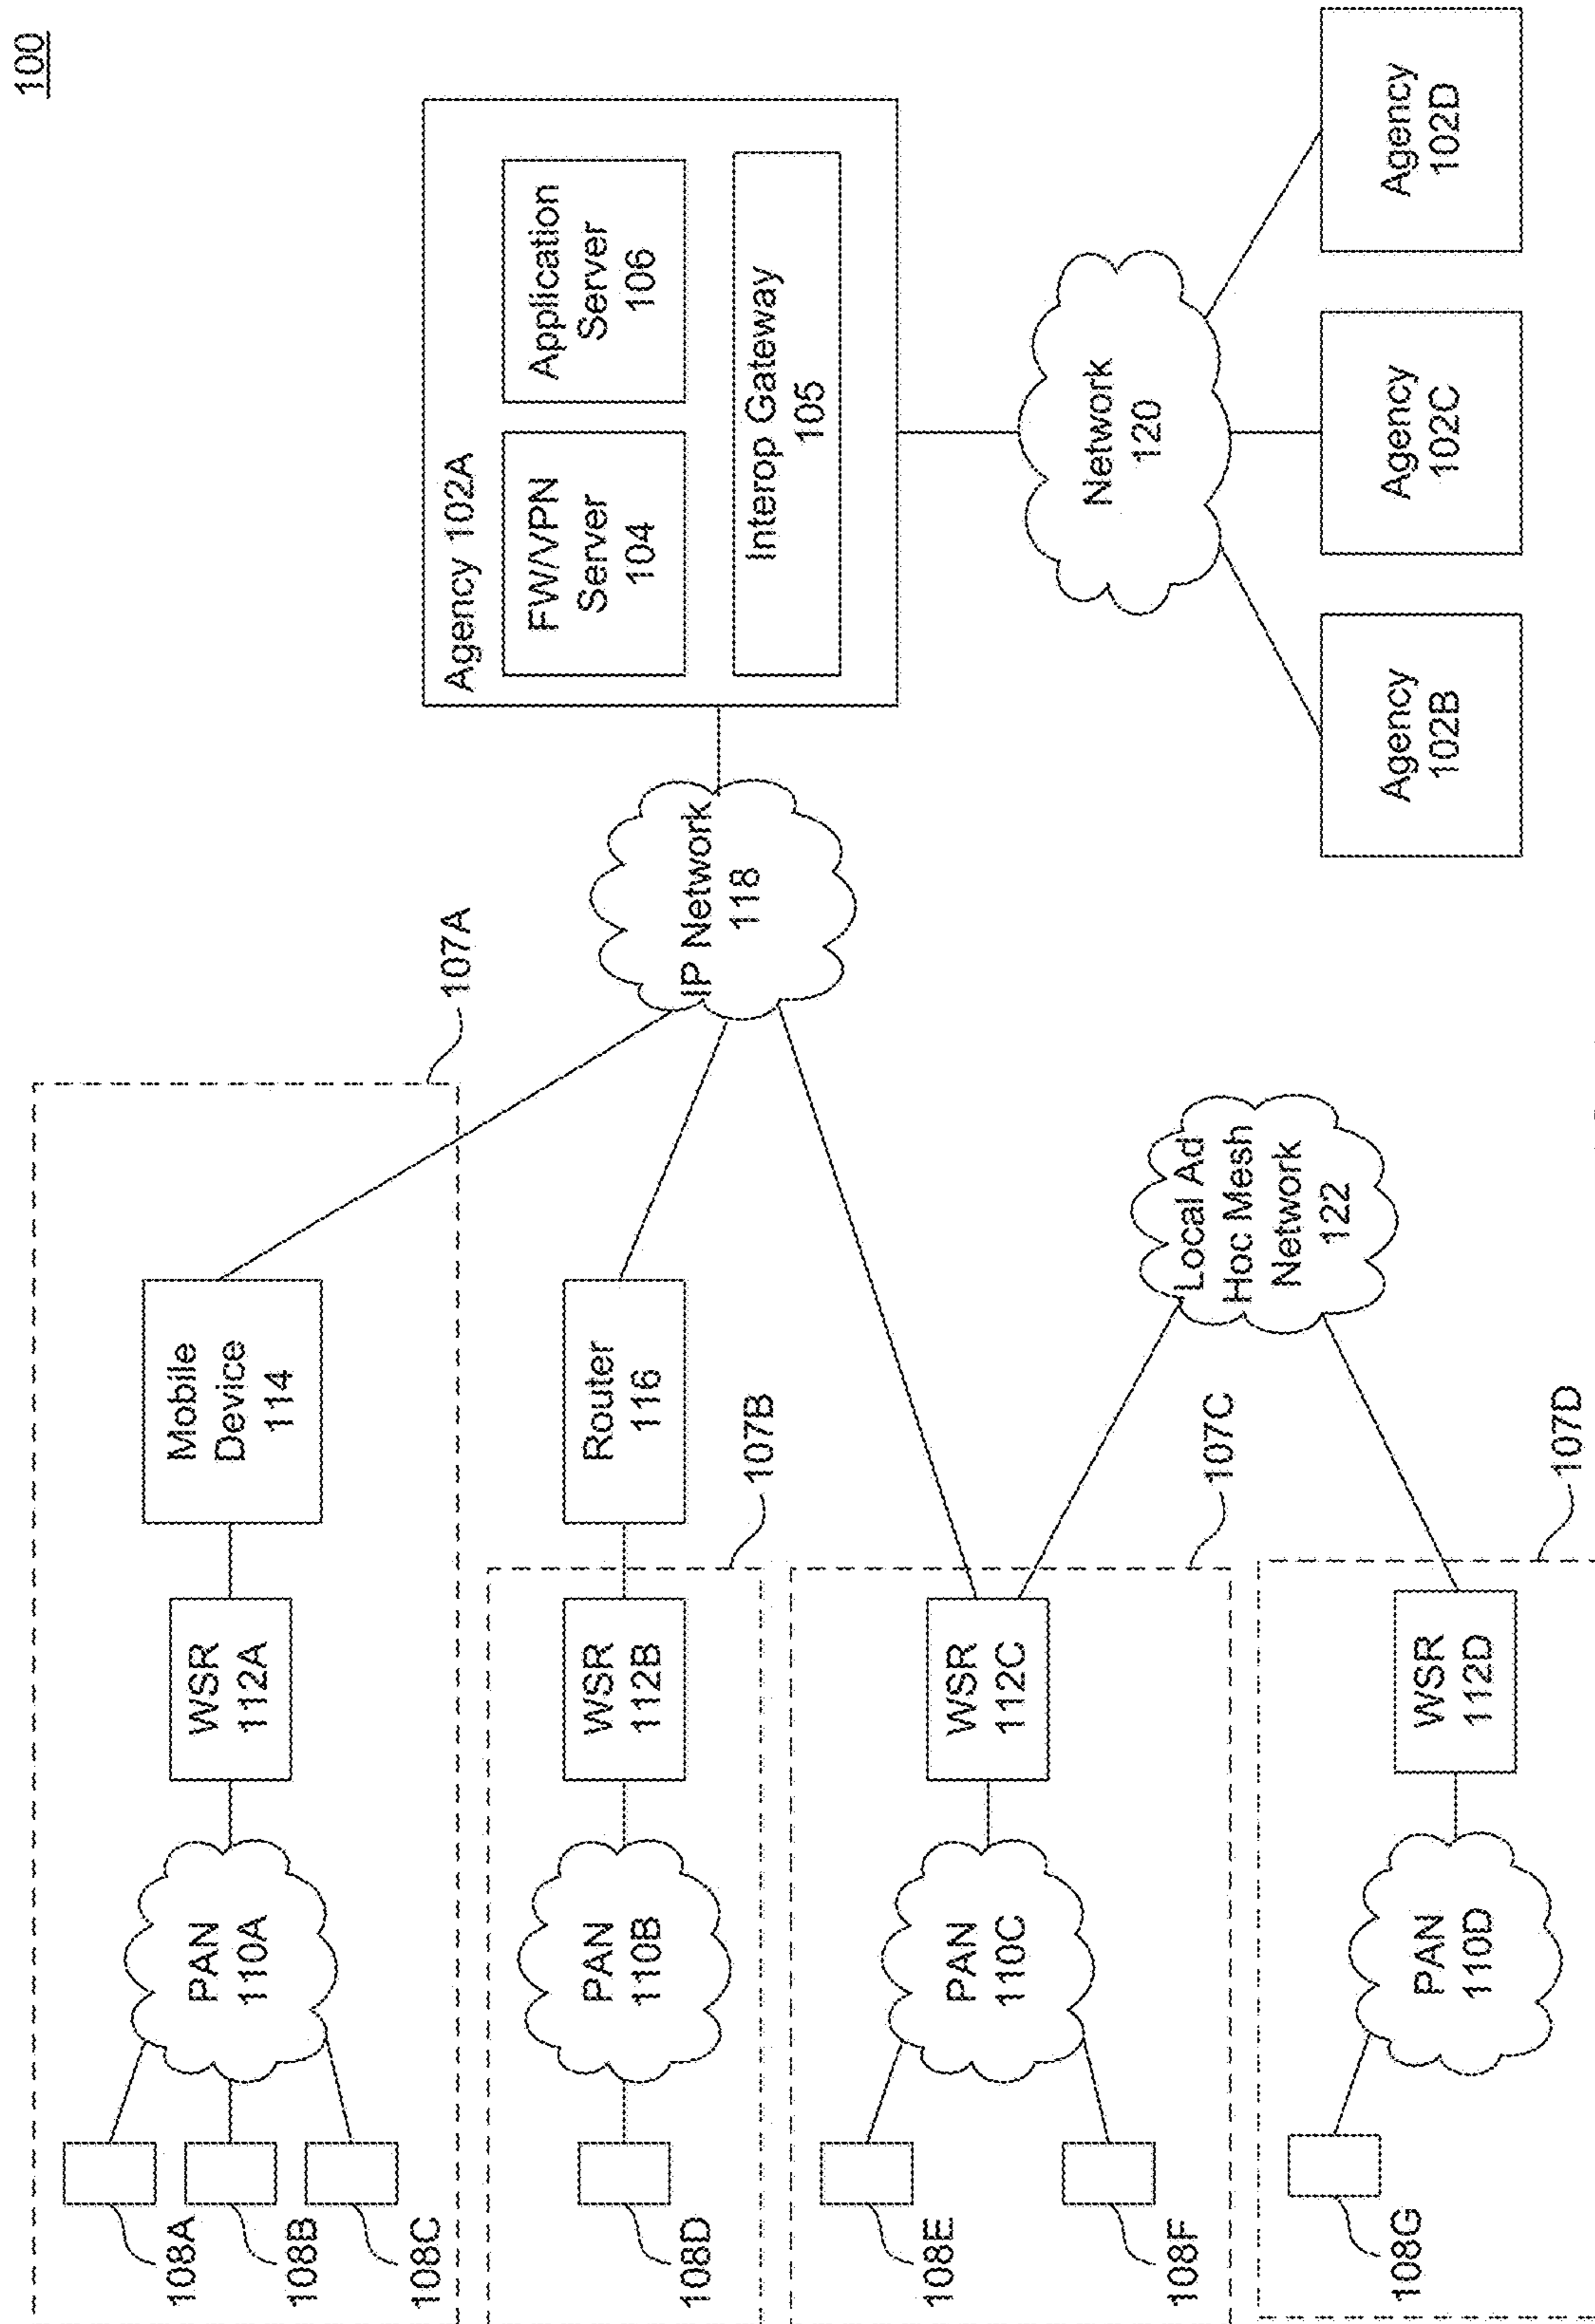 100
108A
108B
108C
PAN
110A
WSR
112A
Mobile
Device
114
107A
108D
PAN
110B
WSR
112B
Router
116
107B
108E
108F
PAN
110C
WSR
112C
107C
108G
PAN
110D
WSR
112D
107D
Local Ad
Hoc Mesh
Network
122
IP Network
118
Agency 102A
FW/VPN
Server
104
Application
Server
106
Interop Gateway
105
Network
120
Agency
102B
Agency
102C
Agency
102D